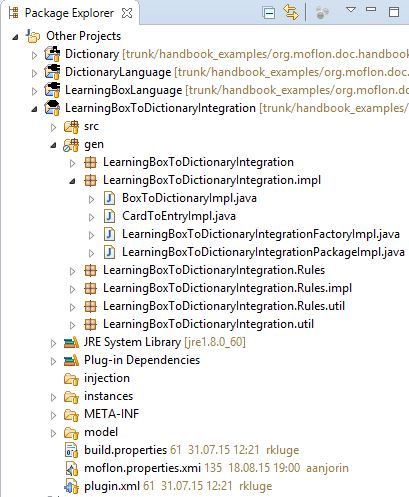 Package Explorer
Other Projects
Dictionary [trunk/handbook_examples/org.moflon.doc.handbook
DictionaryLanguage [trunk/handbook_examples/org.moflon.d
LearningBoxLanguage [trunk/handbook_examples/org.moflon
LearningBoxToDictionaryIntegration [trunk/handbook_examples/
src
gen
LearningBoxToDictionaryIntegration
LearningBoxToDictionaryIntegration.impl
BoxToDictionaryImpl.java
CardToEntryImpl.java
LearningBoxToDictionaryIntegrationFactoryImpl.java
LearningBoxToDictionaryIntegrationPackageImpl.java
LearningBoxToDictionaryIntegration.Rules
LearningBoxToDictionaryIntegration.Rules.impl
LearningBoxToDictionaryIntegration.Rules.util
LearningBoxToDictionaryIntegration.util
JRE System Library [jre1.8.0_60]
Plug-in Dependencies
injection
instances
META-INF
model
build.properties 61 31.07.15 12:21 rkluge
moflon.properties.xmi 135 18.08.15 19:00 aanjorin
plugin.xml 61 31.07.15 12:21 rkluge